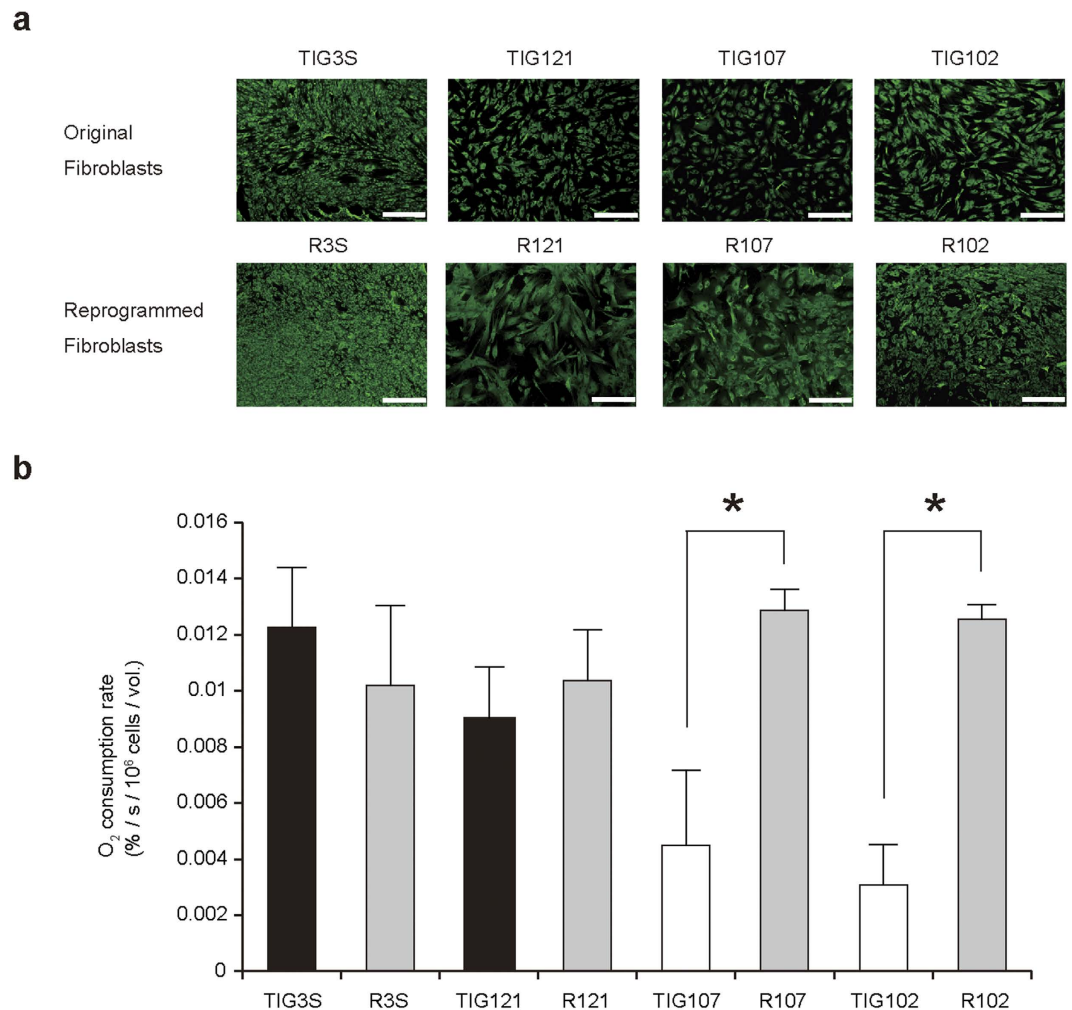 a
TIG3S TIG121 TIG107 TIG102
Original
Fibroblasts
R3S R121 R107 R102
Reprogrammed
Fibroblasts
b
* *
0.016
0.014
0.012
0.01
0.008
0.006
0.004
0.002
0
O₂ consumption rate
(% / s / 10⁶ cells / vol.)
TIG3S R3S TIG121 R121 TIG107 R107 TIG102 R102